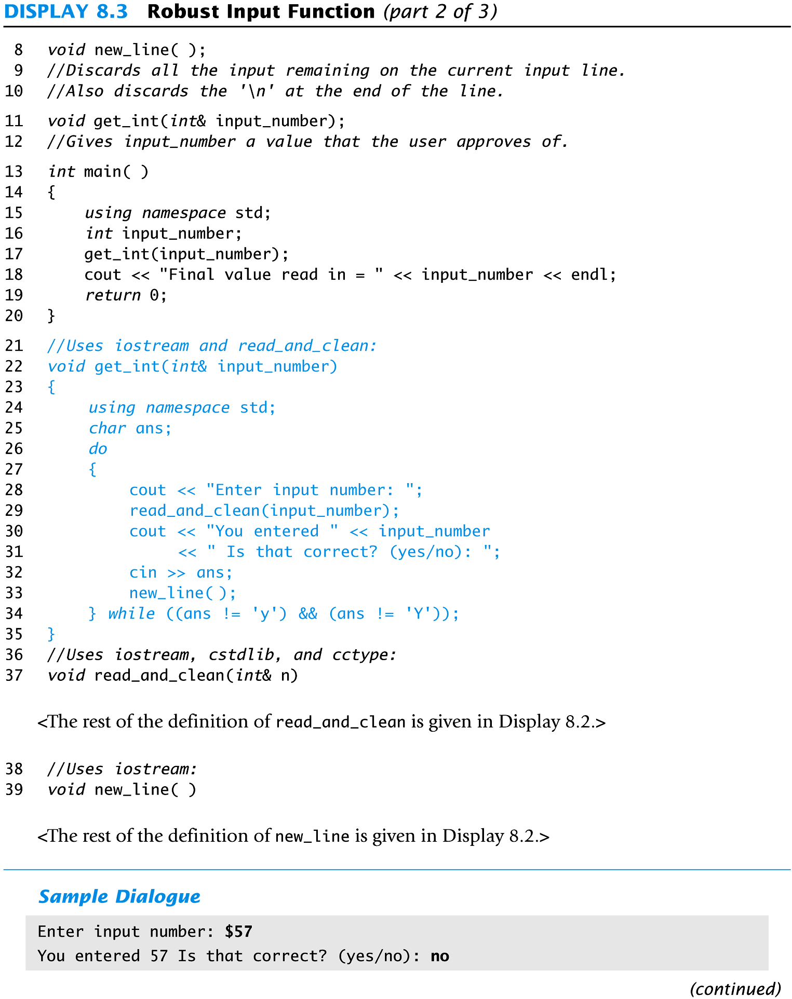 DISPLAY 8.3 Robust Input Function (part 2 of 3)
8 void new_line( );
9 //Discards all the input remaining on the current input line.
10 //Also discards the '\n' at the end of the line.
11 void get_int(int& input_number);
12 //Gives input_number a value that the user approves of.
13 int main( )
14 {
15 using namespace std;
16 int input_number;
17 get_int(input_number);
18 cout << "Final value read in = " << input_number << endl;
19 return 0;
20 }
21 //Uses iostream and read_and_clean:
22 void get_int(int& input_number)
23 {
24 using namespace std;
25 char ans;
26 do
27 {
28 cout << "Enter input number: ";
29 read_and_clean(input_number);
30 cout << "You entered " << input_number
31 << " Is that correct? (yes/no): ";
32 cin >> ans;
33 new_line( );
34 } while ((ans != 'y') && (ans != 'Y'));
35 }
36 //Uses iostream, cstdlib, and cctype:
37 void read_and_clean(int& n)
<The rest of the definition of read_and_clean is given in Display 8.2.>
38 //Uses iostream:
39 void new_line( )
<The rest of the definition of new_line is given in Display 8.2.>
Sample Dialogue
Enter input number: $57
You entered 57 Is that correct? (yes/no): no
(continued)